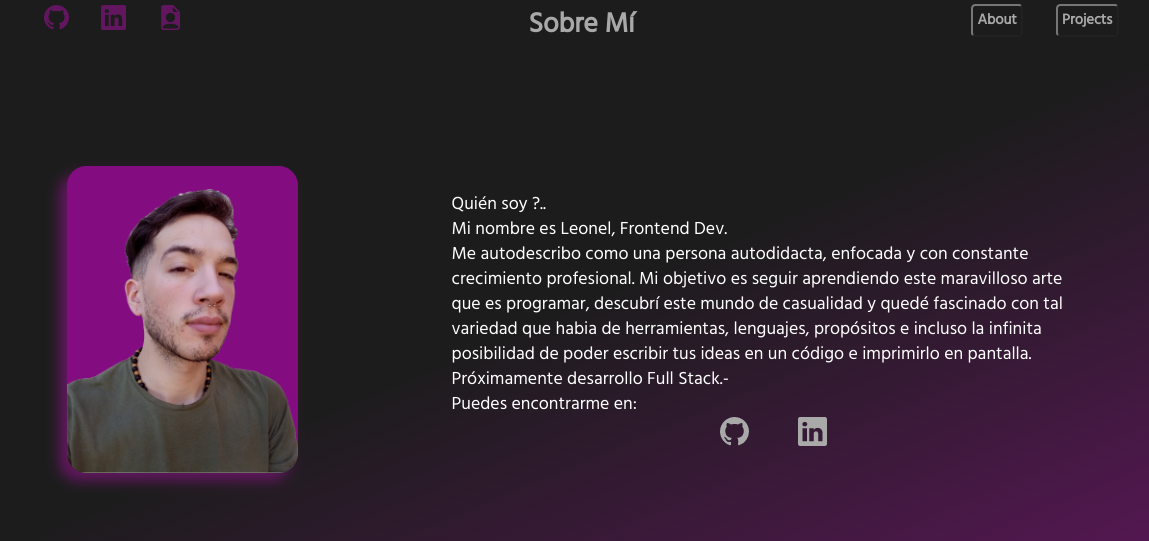 Sobre Mí
About
Projects
Quién soy ?..
Mi nombre es Leonel, Frontend Dev.
Me autodescribo como una persona autodidacta, enfocada y con constante
crecimiento profesional. Mi objetivo es seguir aprendiendo este maravilloso arte
que es programar, descubrí este mundo de casualidad y quedé fascinado con tal
variedad que habia de herramientas, lenguajes, propósitos e incluso la infinita
posibilidad de poder escribir tus ideas en un código e imprimirlo en pantalla.
Próximamente desarrollo Full Stack.-
Puedes encontrarme en: